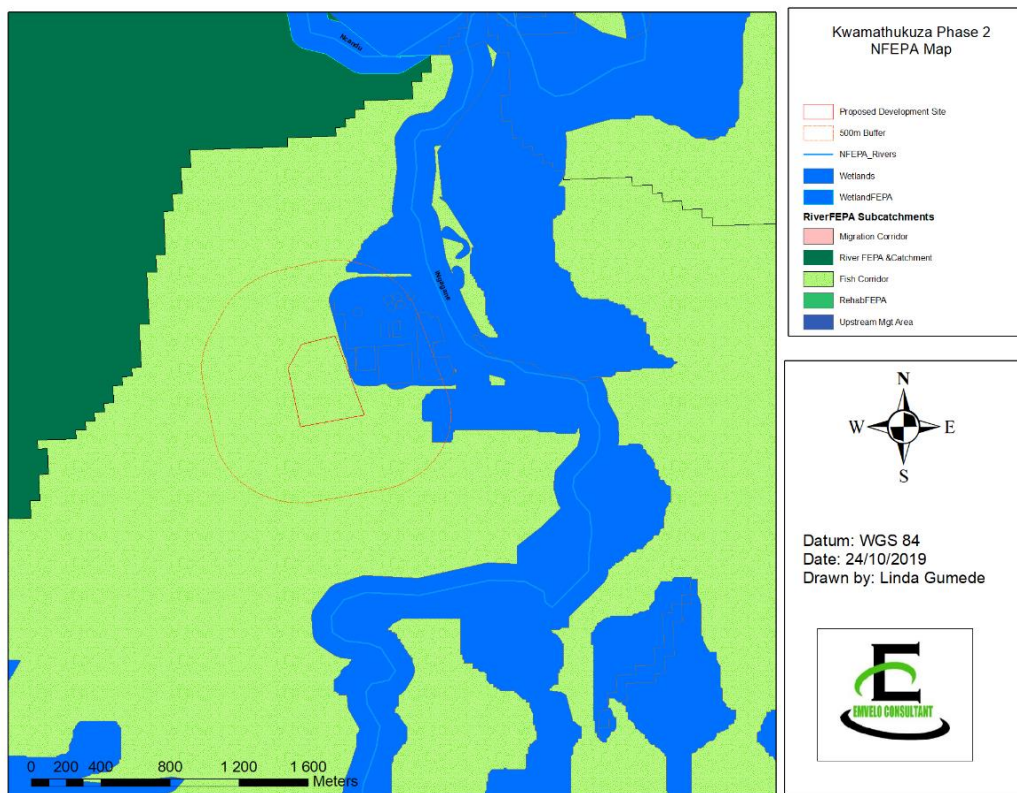 Kwamathukuza Phase 2
NFEPA Map
Proposed Development Site
500m Buffer
NFEPA_Rivers
Wetlands
WetlandFEPA
RiverFEPA Subcatchments
Migration Corridor
River FEPA &Catchment
Fish Corridor
RehabFEPA
Upstream Mgt Area
N
W E
S
Datum: WGS 84
Date: 24/10/2019
Drawn by: Linda Gumede
E
EMVELO CONSULTANT
0 200 400 800 1 200 1 600
Meters